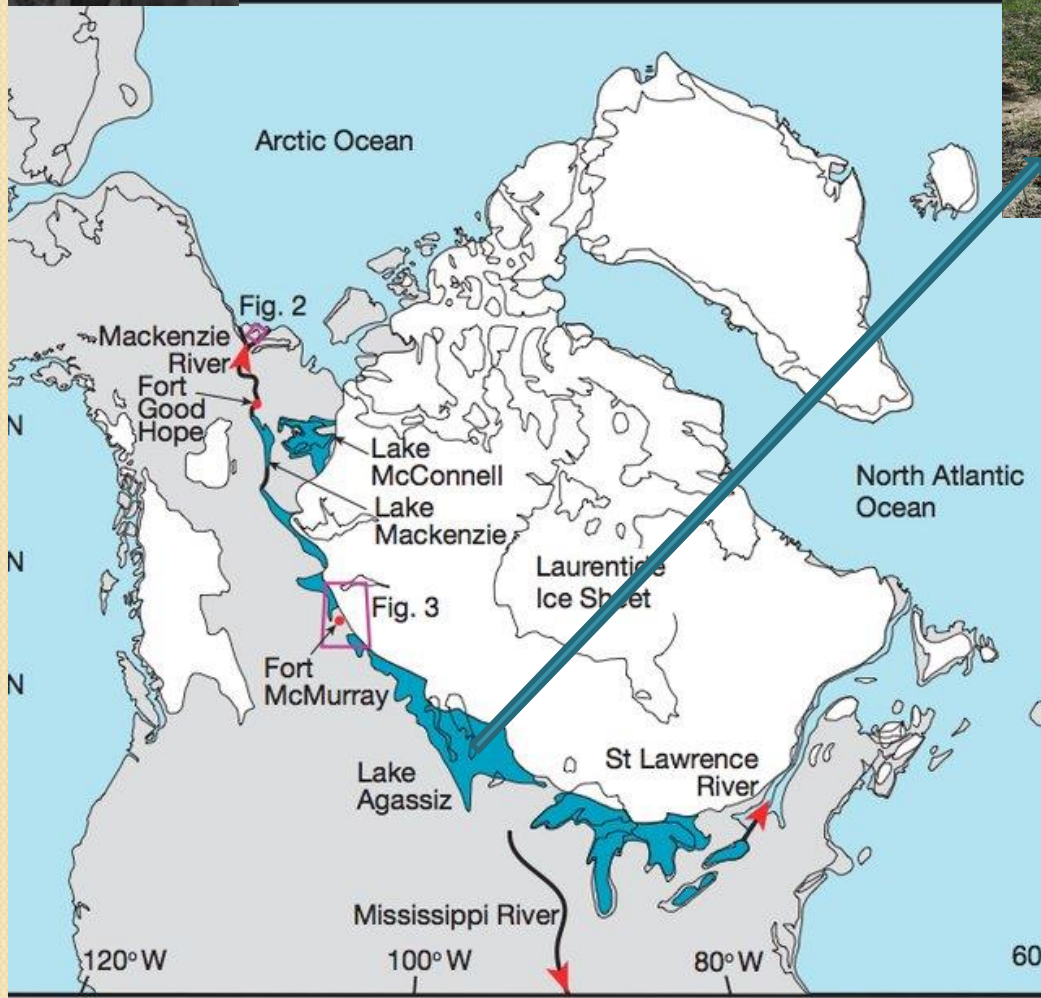 Arctic Ocean
Fig. 2
Mackenzie
River
Fort
Good
Hope
N
Lake
McConnell
Lake
Mackenzie
North Atlantic
Ocean
N
Laurentide
Ice Sheet
Fig. 3
N
Fort
McMurray
St Lawrence
River
Lake
Agassiz
Mississippi River
120°W
100°W
80°W
60